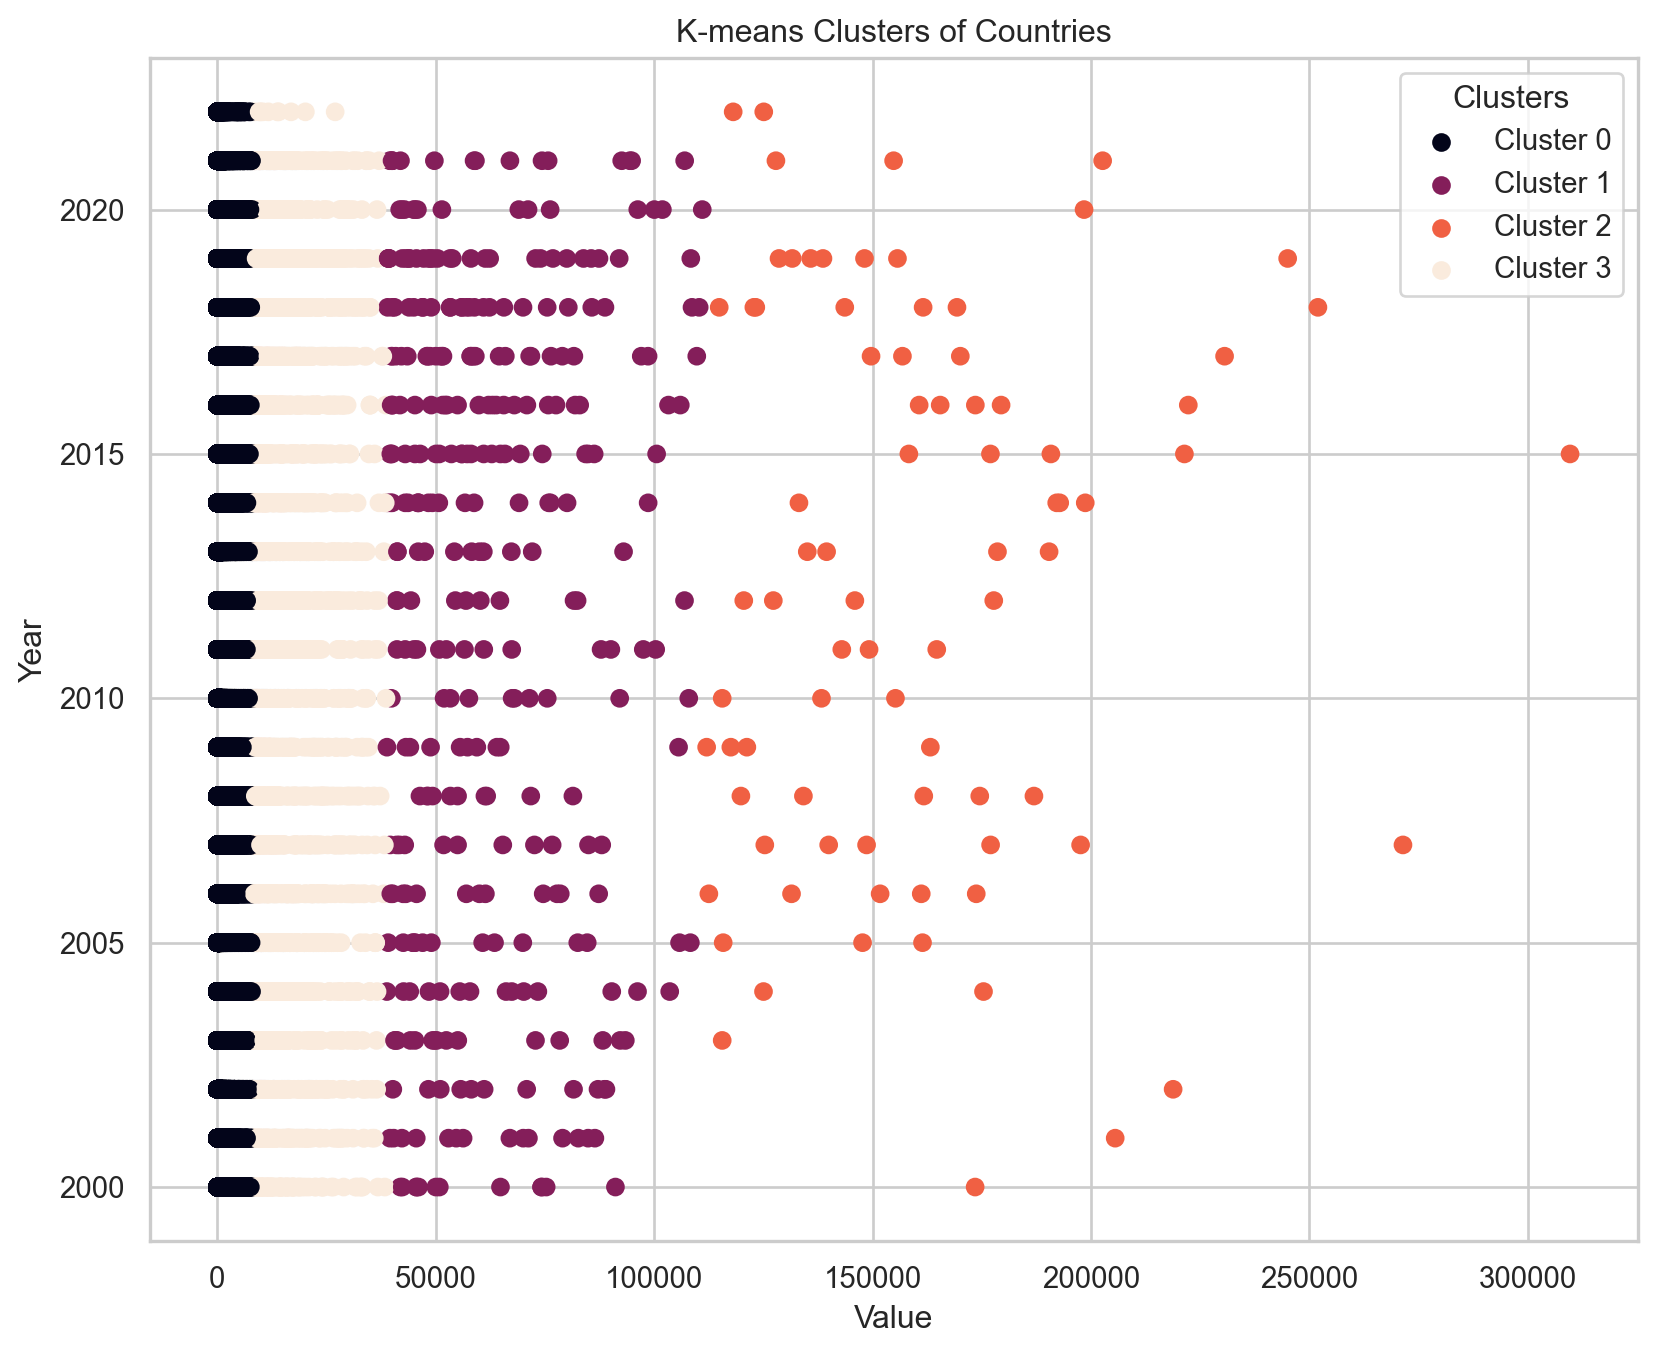 K-means Clusters of Countries
Clusters
Cluster 0
Cluster 1
Cluster 2
Cluster 3
Year
2020
2015
2010
2005
2000
0 50000 100000 150000 200000 250000 300000
Value